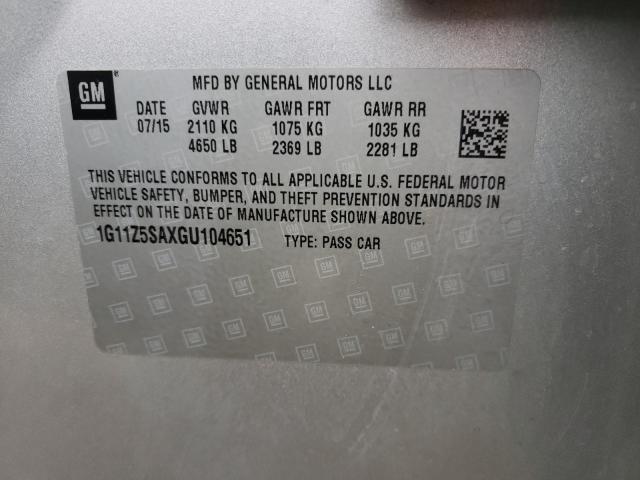 GM
MFD BY GENERAL MOTORS LLC
DATE GVWR GAWR FRT GAWR RR
07/15 2110 KG 1075 KG 1035 KG
4650 LB 2369 LB 2281 LB
THIS VEHICLE CONFORMS TO ALL APPLICABLE U.S. FEDERAL MOTOR
VEHICLE SAFETY, BUMPER, AND THEFT PREVENTION STANDARDS IN
EFFECT ON THE DATE OF MANUFACTURE SHOWN ABOVE.
1G11Z5SAXGU104651 TYPE: PASS CAR